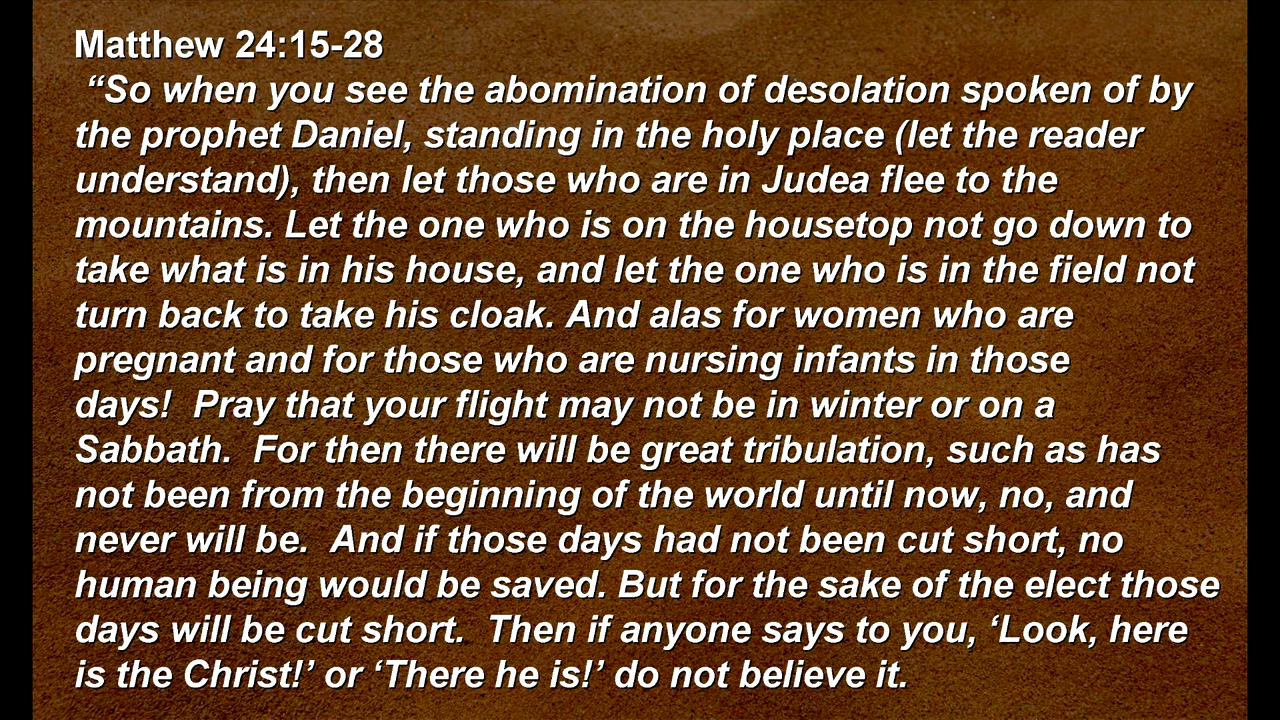 Matthew 24:15-28
“So when you see the abomination of desolation spoken of by
the prophet Daniel, standing in the holy place (let the reader
understand), then let those who are in Judea flee to the
mountains. Let the one who is on the housetop not go down to
take what is in his house, and let the one who is in the field not
turn back to take his cloak. And alas for women who are
pregnant and for those who are nursing infants in those
days!  Pray that your flight may not be in winter or on a
Sabbath.  For then there will be great tribulation, such as has
not been from the beginning of the world until now, no, and
never will be.  And if those days had not been cut short, no
human being would be saved. But for the sake of the elect those
days will be cut short.  Then if anyone says to you, ‘Look, here
is the Christ!’ or ‘There he is!’ do not believe it.